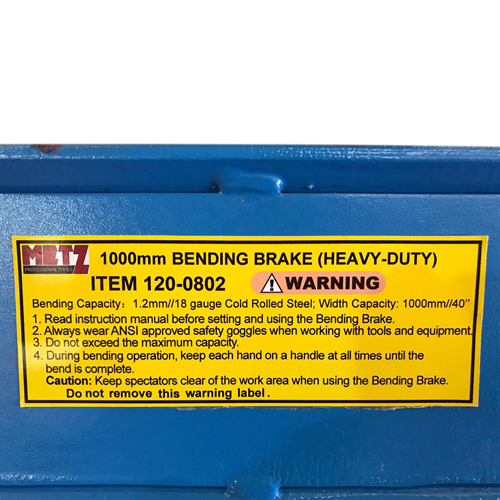 METZ
PROFESSIONAL TOOLS
1000mm BENDING BRAKE (HEAVY-DUTY)
ITEM 120-0802 WARNING
Bending Capacity: 1.2mm//18 gauge Cold Rolled Steel; Width Capacity: 1000mm//40"
1. Read instruction manual before setting and using the Bending Brake.
2. Always wear ANSI approved safety goggles when working with tools and equipment.
3. Do not exceed the maximum capacity.
4. During bending operation, keep each hand on a handle at all times until the
bend is complete.
Caution: Keep spectators clear of the work area when using the Bending Brake.
Do not remove this warning label.